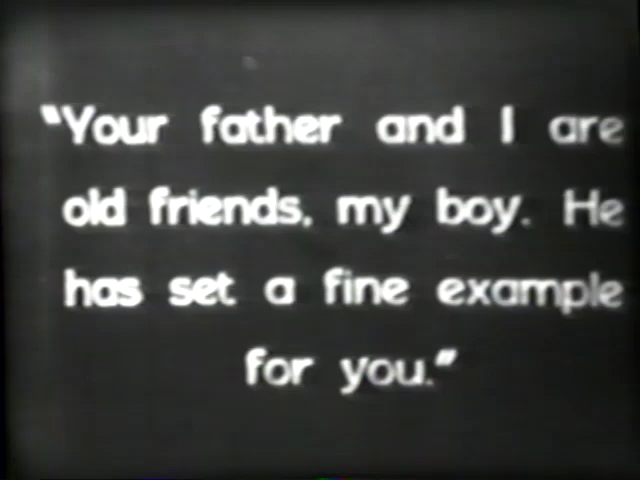 "Your father and I are
old friends, my boy. He
has set a fine example
for you."